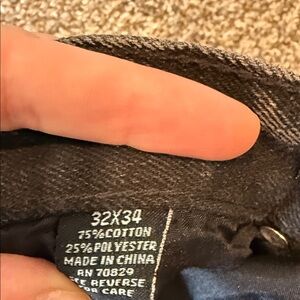 32X34
75%COTTON
25%POLYESTER
MADE IN CHINA
RN 70829
REVERSE
CARE